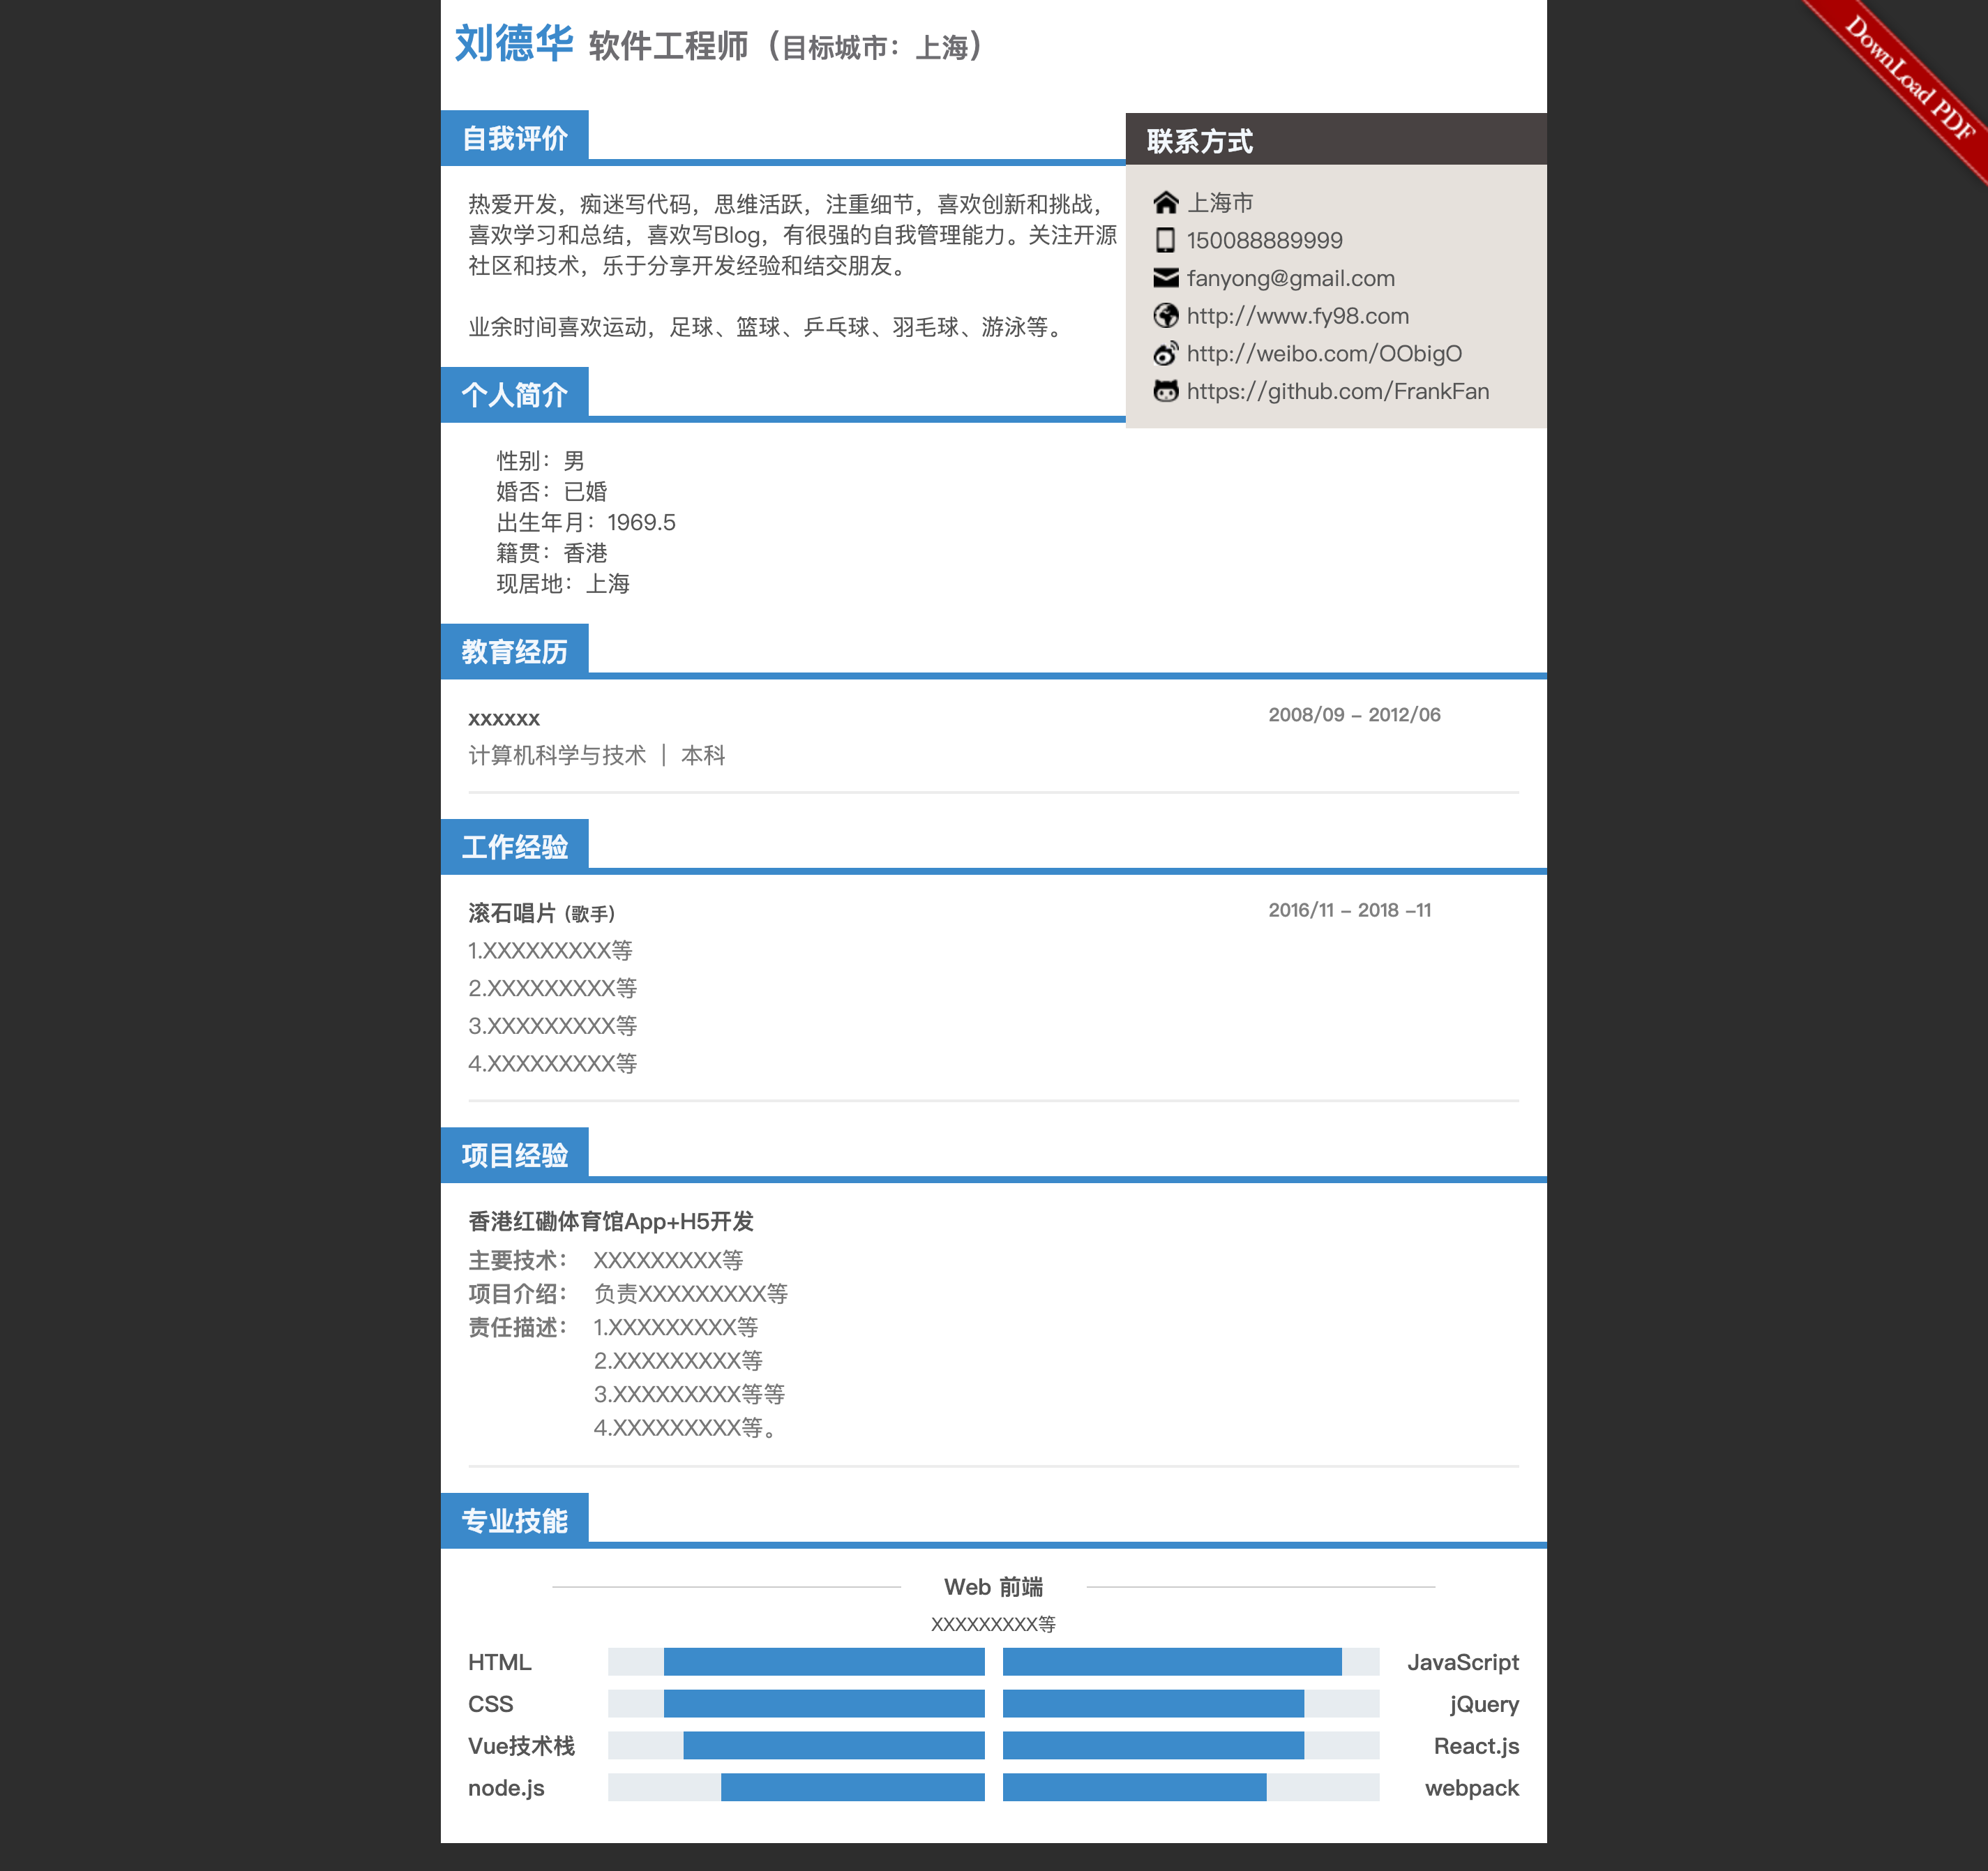 刘德华 软件工程师（目标城市：上海）
DownLoad PDF
自我评价
热爱开发，痴迷写代码，思维活跃，注重细节，喜欢创新和挑战，
喜欢学习和总结，喜欢写Blog，有很强的自我管理能力。关注开源
社区和技术，乐于分享开发经验和结交朋友。
业余时间喜欢运动，足球、篮球、乒乓球、羽毛球、游泳等。
联系方式
上海市
150088889999
fanyong@gmail.com
http://www.fy98.com
http://weibo.com/OObigO
https://github.com/FrankFan
个人简介
性别：男
婚否：已婚
出生年月：1969.5
籍贯：香港
现居地：上海
教育经历
xxxxxx 2008/09 – 2012/06
计算机科学与技术 | 本科
工作经验
滚石唱片 (歌手) 2016/11 – 2018 –11
1.XXXXXXXXX等
2.XXXXXXXXX等
3.XXXXXXXXX等
4.XXXXXXXXX等
项目经验
香港红磡体育馆App+H5开发
主要技术： XXXXXXXXX等
项目介绍： 负责XXXXXXXXX等
责任描述： 1.XXXXXXXXX等
2.XXXXXXXXX等
3.XXXXXXXXX等等
4.XXXXXXXXX等。
专业技能
Web 前端
XXXXXXXXX等
HTML JavaScript
CSS jQuery
Vue技术栈 React.js
node.js webpack